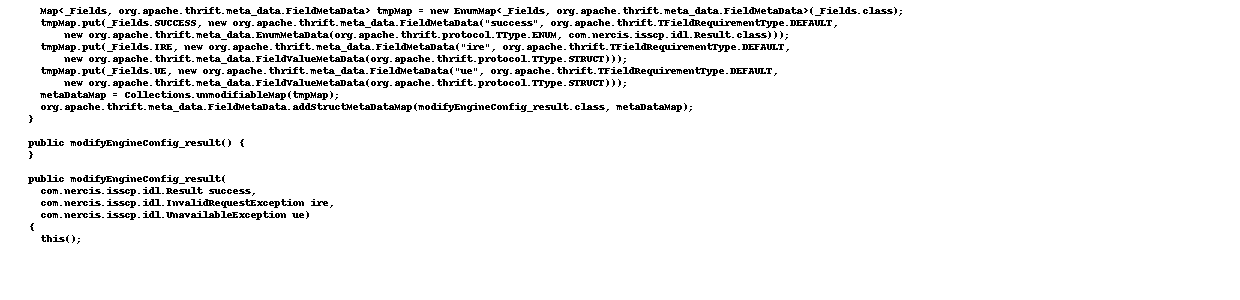 Map<_Fields, org.apache.thrift.meta_data.FieldMetaData> tmpMap = new EnumMap<_Fields, org.apache.thrift.meta_data.FieldMetaData>(_Fields.class);
tmpMap.put(_Fields.SUCCESS, new org.apache.thrift.meta_data.FieldMetaData("success", org.apache.thrift.TFieldRequirementType.DEFAULT,
new org.apache.thrift.meta_data.EnumMetaData(org.apache.thrift.protocol.TType.ENUM, com.nercis.isscp.idl.Result.class)));
tmpMap.put(_Fields.IRE, new org.apache.thrift.meta_data.FieldMetaData("ire", org.apache.thrift.TFieldRequirementType.DEFAULT,
new org.apache.thrift.meta_data.FieldValueMetaData(org.apache.thrift.protocol.TType.STRUCT)));
tmpMap.put(_Fields.UE, new org.apache.thrift.meta_data.FieldMetaData("ue", org.apache.thrift.TFieldRequirementType.DEFAULT,
new org.apache.thrift.meta_data.FieldValueMetaData(org.apache.thrift.protocol.TType.STRUCT)));
metaDataMap = Collections.unmodifiableMap(tmpMap);
org.apache.thrift.meta_data.FieldMetaData.addStructMetaDataMap(modifyEngineConfig_result.class, metaDataMap);
}
public modifyEngineConfig_result() {
}
public modifyEngineConfig_result(
com.nercis.isscp.idl.Result success,
com.nercis.isscp.idl.InvalidRequestException ire,
com.nercis.isscp.idl.UnavailableException ue)
{
this();